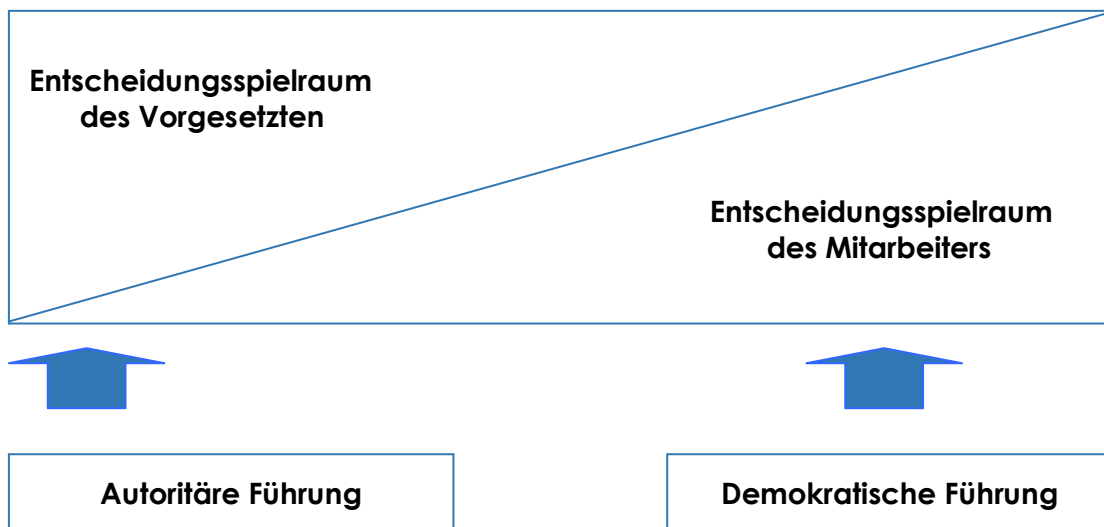 Entscheidungsspielraum
des Vorgesetzten
Entscheidungsspielraum
des Mitarbeiters
Autoritäre Führung
Demokratische Führung